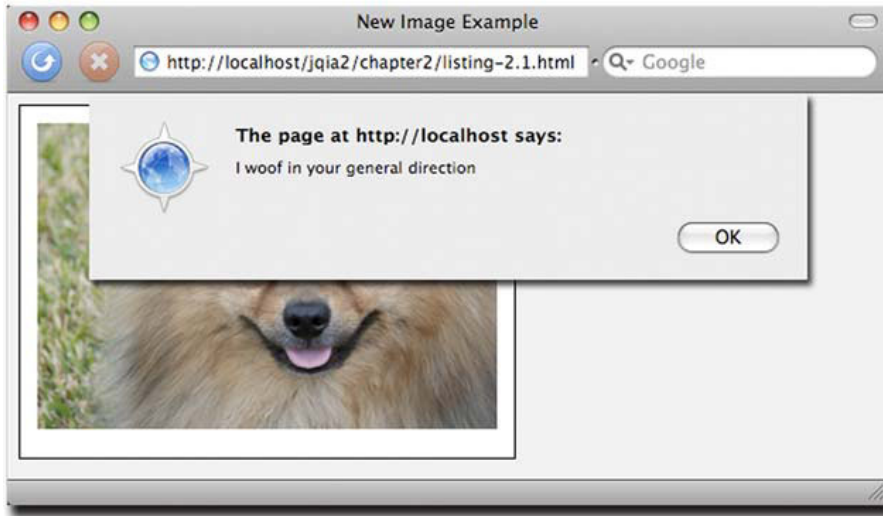 New Image Example
http://localhost/jqia2/chapter2/listing-2.1.html
Google
The page at http://localhost says:
I woof in your general direction
OK